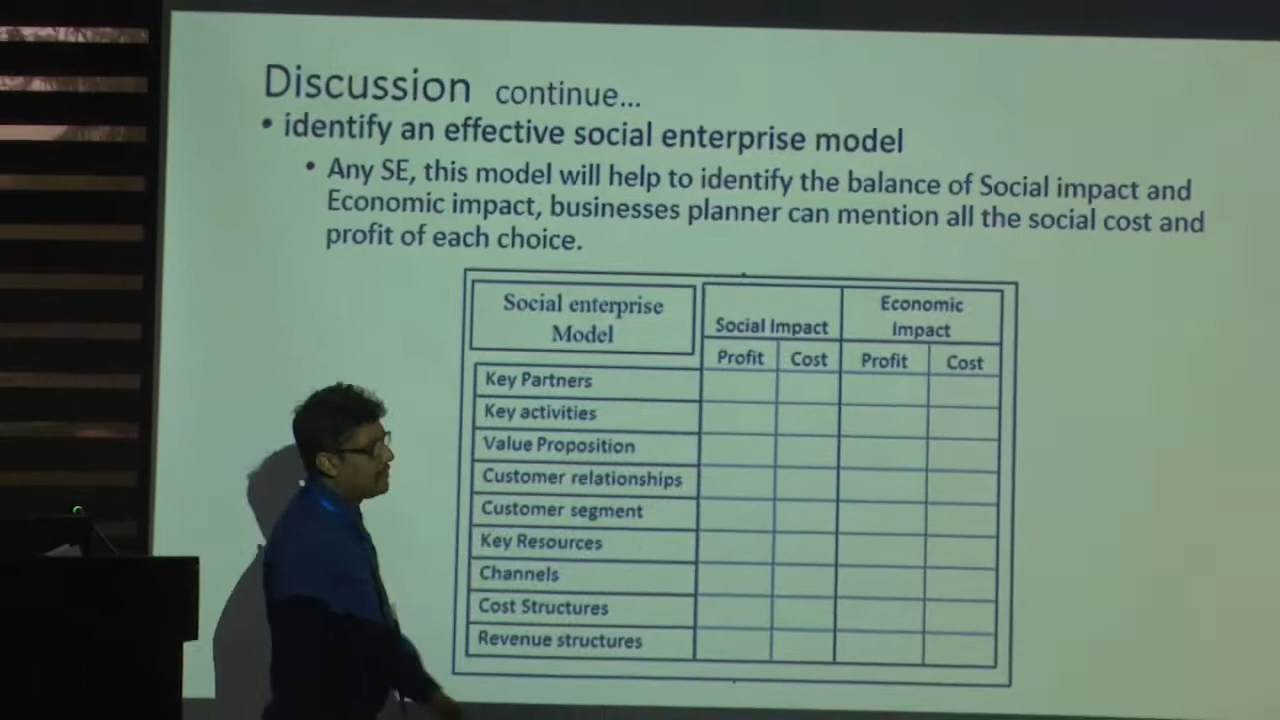 Discussion continue...
• identify an effective social enterprise model
• Any SE, this model will help to identify the balance of Social impact and
Economic impact, businesses planner can mention all the social cost and
profit of each choice.
Social enterprise
Model
Social Impact
Economic
Impact
Profit Cost Profit Cost
Key Partners
Key activities
Value Proposition
Customer relationships
Customer segment
Key Resources
Channels
Cost Structures
Revenue structures